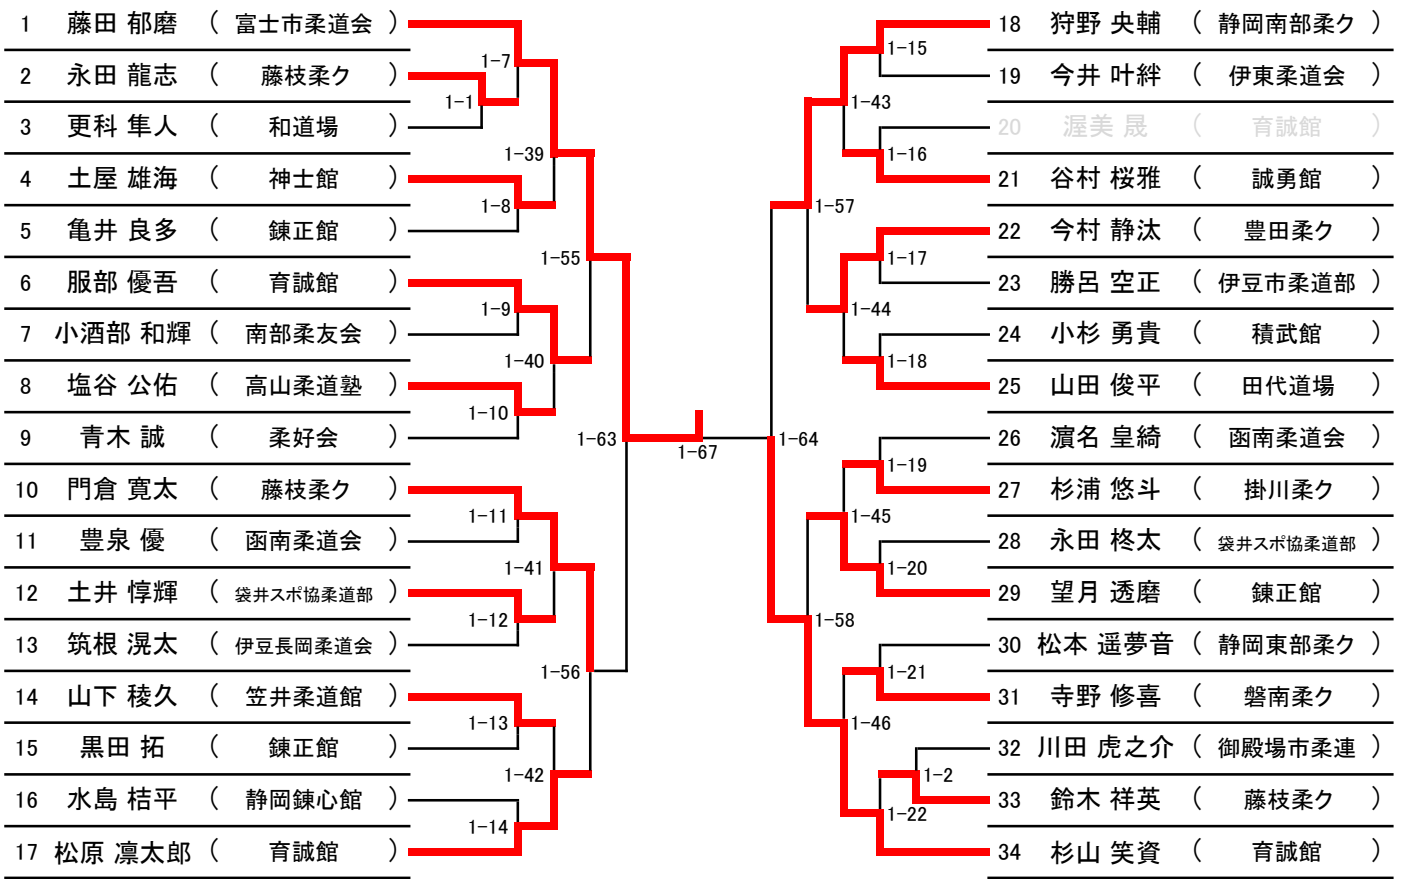 1 藤田 郁磨 ( 富士市柔道会 )
2 永田 龍志 ( 藤枝柔ク )
3 更科 隼人 ( 和道場 )
4 土屋 雄海 ( 神士館 )
5 亀井 良多 ( 錬正館 )
6 服部 優吾 ( 育誠館 )
7 小酒部 和輝 ( 南部柔友会 )
8 塩谷 公佑 ( 高山柔道塾 )
9 青木 誠 ( 柔好会 )
10 門倉 寛太 ( 藤枝柔ク )
11 豊泉 優 ( 函南柔道会 )
12 土井 惇輝 ( 袋井スポ協柔道部 )
13 筑根 滉太 ( 伊豆長岡柔道会 )
14 山下 稜久 ( 笠井柔道館 )
15 黒田 拓 ( 錬正館 )
16 水島 桔平 ( 静岡錬心館 )
17 松原 凛太郎 ( 育誠館 )
1-7
1-1
1-39
1-8
1-55
1-9
1-40
1-10
1-63
1-11
1-41
1-12
1-56
1-13
1-42
1-14
1-67
1-15
1-43
1-16
1-57
1-17
1-44
1-18
1-64
1-19
1-45
1-20
1-58
1-21
1-46
1-2
1-22
18 狩野 央輔 ( 静岡南部柔ク )
19 今井 叶絆 ( 伊東柔道会 )
20 渥美 晟 ( 育誠館 )
21 谷村 桜雅 ( 誠勇館 )
22 今村 静汰 ( 豊田柔ク )
23 勝呂 空正 ( 伊豆市柔道部 )
24 小杉 勇貴 ( 積武館 )
25 山田 俊平 ( 田代道場 )
26 濵名 皇綺 ( 函南柔道会 )
27 杉浦 悠斗 ( 掛川柔ク )
28 永田 柊太 ( 袋井スポ協柔道部 )
29 望月 透磨 ( 錬正館 )
30 松本 遥夢音 ( 静岡東部柔ク )
31 寺野 修喜 ( 磐南柔ク )
32 川田 虎之介 ( 御殿場市柔連 )
33 鈴木 祥英 ( 藤枝柔ク )
34 杉山 笑資 ( 育誠館 )